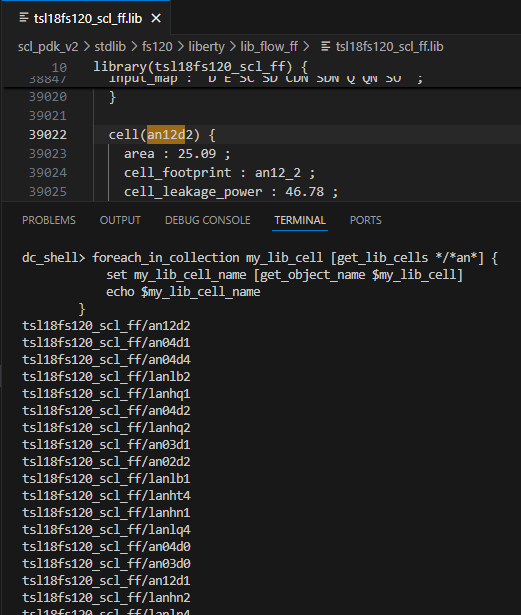 tsl18fs120_scl_ff.lib
scl_pdk_v2 > stdlib > fs120 > liberty > lib_flow_ff > tsl18fs120_scl_ff.lib
10 library(tsl18fs120_scl_ff) {
38847 input_map : D E SC SD CDN SDN Q QN SO ;
39020 }
39021
39022 cell(an12d2) {
39023 area : 25.09 ;
39024 cell_footprint : an12_2 ;
39025 cell_leakage_power : 46.78 ;
PROBLEMS OUTPUT DEBUG CONSOLE TERMINAL PORTS
dc_shell> foreach_in_collection my_lib_cell [get_lib_cells */*an*] {
set my_lib_cell_name [get_object_name $my_lib_cell]
echo $my_lib_cell_name
}
tsl18fs120_scl_ff/an12d2
tsl18fs120_scl_ff/an04d1
tsl18fs120_scl_ff/an04d4
tsl18fs120_scl_ff/lanlb2
tsl18fs120_scl_ff/lanhq1
tsl18fs120_scl_ff/an04d2
tsl18fs120_scl_ff/lanhq2
tsl18fs120_scl_ff/an03d1
tsl18fs120_scl_ff/an02d2
tsl18fs120_scl_ff/lanlb1
tsl18fs120_scl_ff/lanht4
tsl18fs120_scl_ff/lanhn1
tsl18fs120_scl_ff/lanlq4
tsl18fs120_scl_ff/an04d0
tsl18fs120_scl_ff/an03d0
tsl18fs120_scl_ff/an12d1
tsl18fs120_scl_ff/lanhn2
tsl18fs120_scl_ff/lanln4